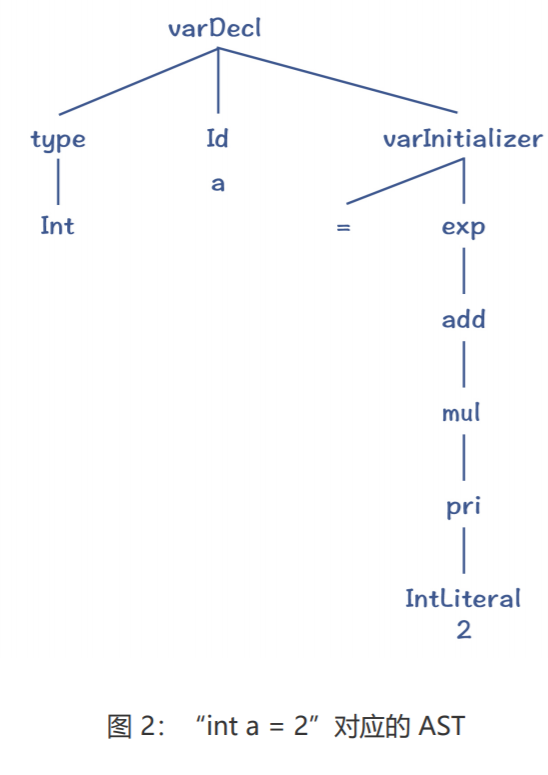 varDecl
type Id varInitializer
a
Int = exp
add
mul
pri
IntLiteral
2
图 2： “int a = 2”对应的 AST